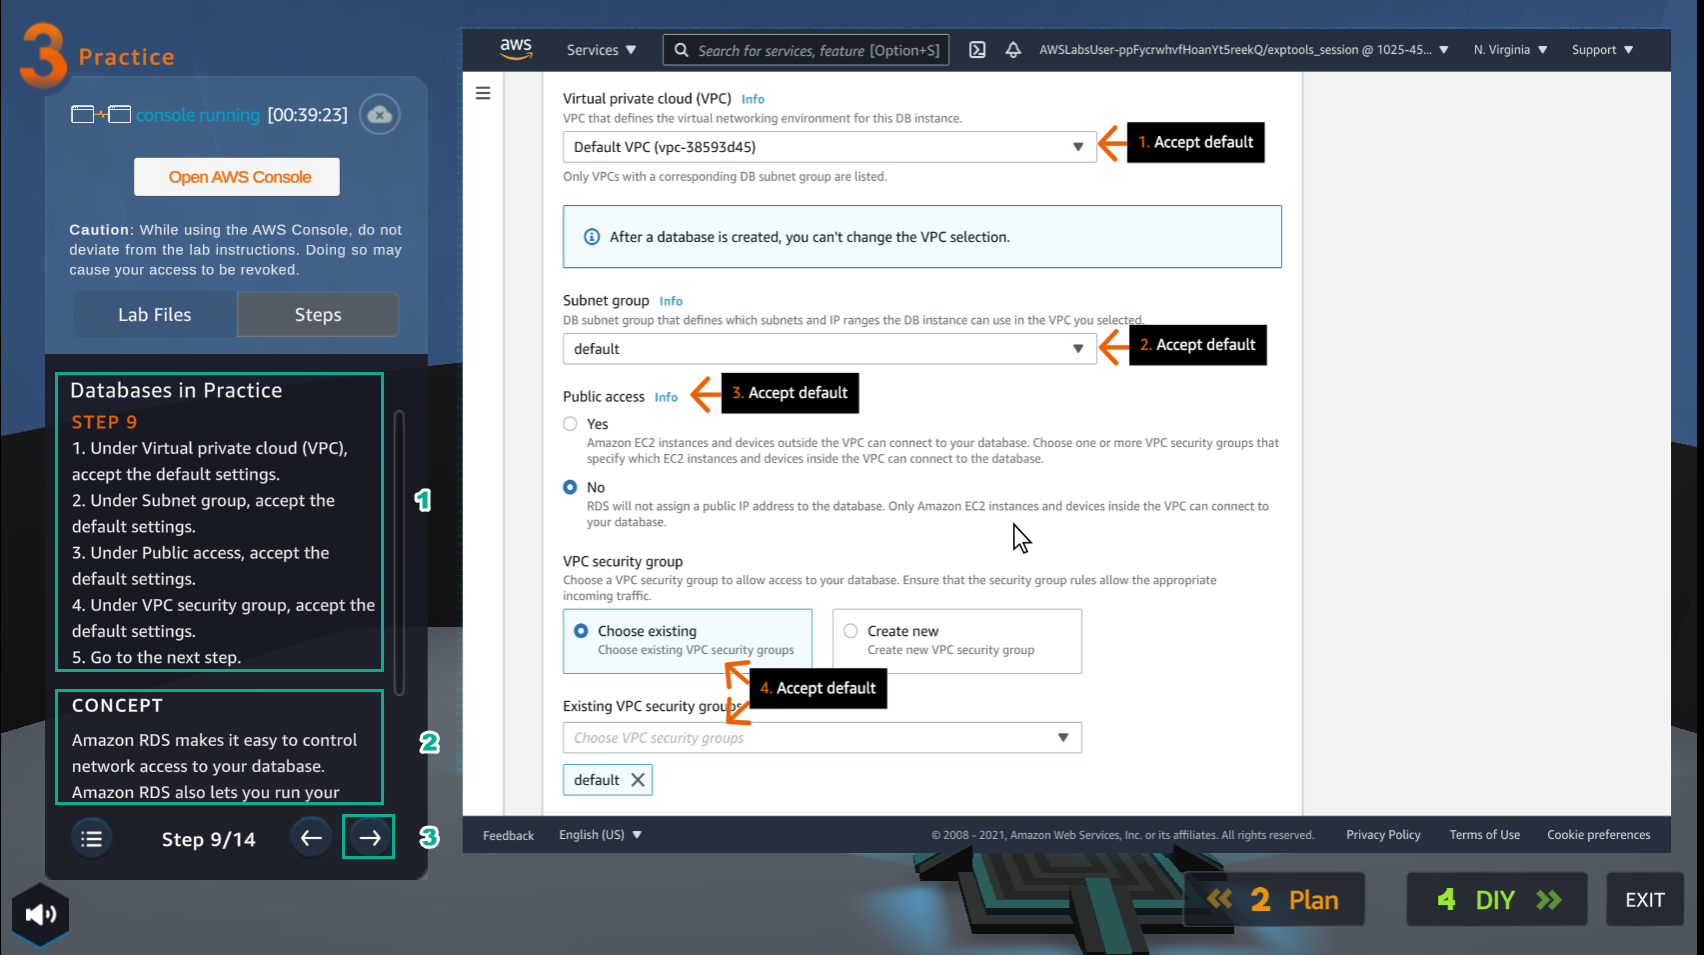 3 Practice
console running [00:39:23]
Open AWS Console
Caution: While using the AWS Console, do not
deviate from the lab instructions. Doing so may
cause your access to be revoked.
Lab Files
Steps
Databases in Practice
STEP 9
1. Under Virtual private cloud (VPC),
accept the default settings.
2. Under Subnet group, accept the
default settings.
3. Under Public access, accept the
default settings.
4. Under VPC security group, accept the
default settings.
5. Go to the next step.
1
CONCEPT
Amazon RDS makes it easy to control
network access to your database.
Amazon RDS also lets you run your
2
Step 9/14
3
aws
Services
Search for services, feature [Option+S]
AWSLabsUser-ppFycrwhvfHoanYt5reekQ/exptools_session @ 1025-45...
N. Virginia
Support
Virtual private cloud (VPC) Info
VPC that defines the virtual networking environment for this DB instance.
Default VPC (vpc-38593d45)
1. Accept default
Only VPCs with a corresponding DB subnet group are listed.
After a database is created, you can't change the VPC selection.
Subnet group Info
DB subnet group that defines which subnets and IP ranges the DB instance can use in the VPC you selected.
default
2. Accept default
Public access Info
3. Accept default
Yes
Amazon EC2 instances and devices outside the VPC can connect to your database. Choose one or more VPC security groups that
specify which EC2 instances and devices inside the VPC can connect to the database.
No
RDS will not assign a public IP address to the database. Only Amazon EC2 instances and devices inside the VPC can connect to
your database.
VPC security group
Choose a VPC security group to allow access to your database. Ensure that the security group rules allow the appropriate
incoming traffic.
Choose existing
Choose existing VPC security groups
Create new
Create new VPC security group
4. Accept default
Existing VPC security groups
Choose VPC security groups
default
Feedback
English (US)
© 2008 - 2021, Amazon Web Services, Inc. or its affiliates. All rights reserved.
Privacy Policy
Terms of Use
Cookie preferences
2 Plan
4 DIY
EXIT